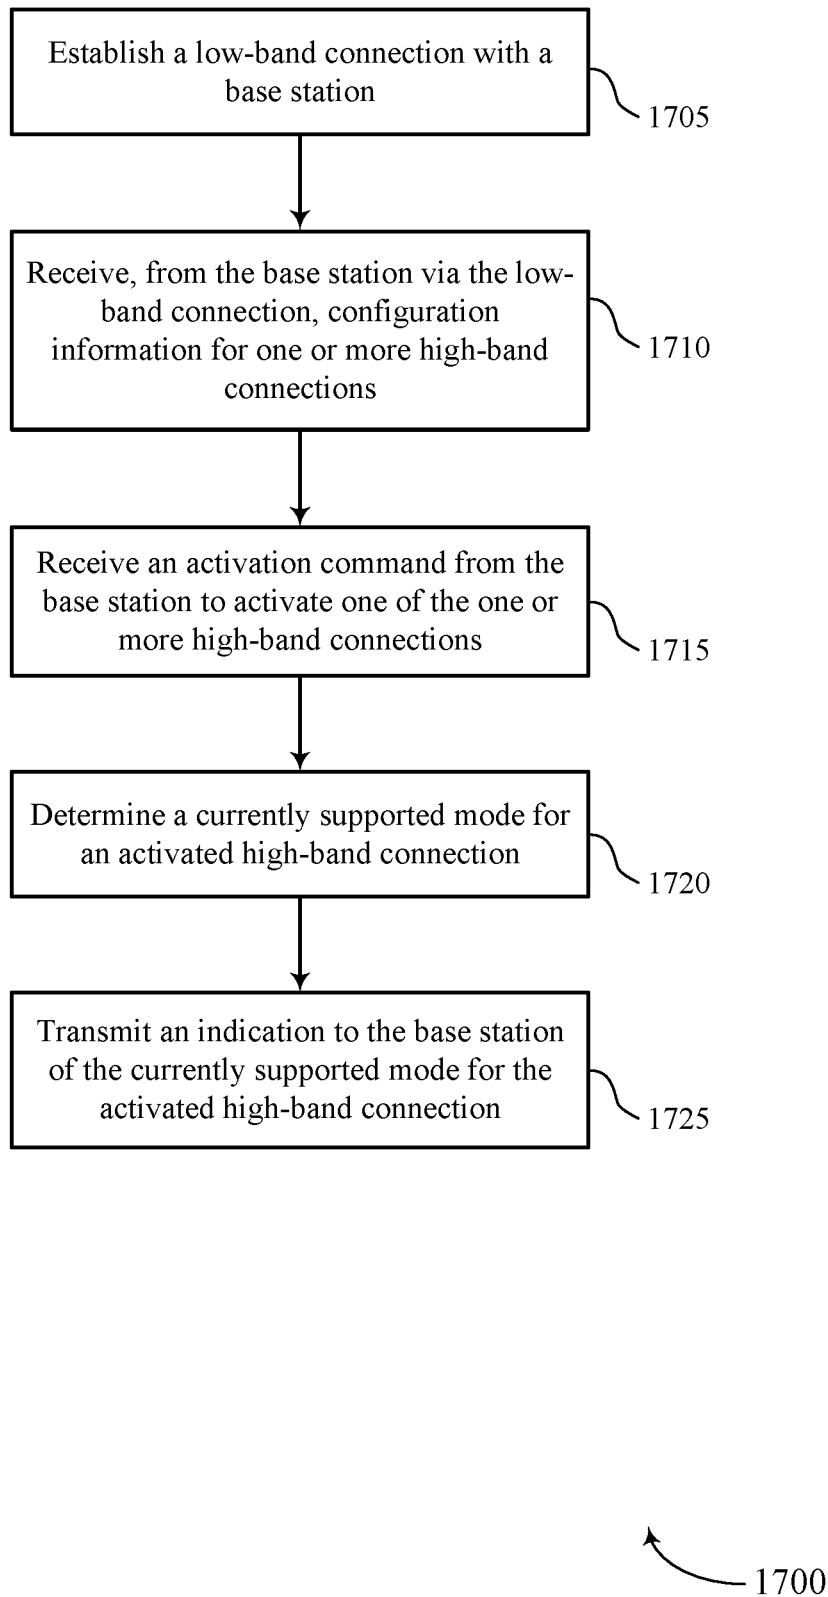 Establish a low-band connection with a
base station
1705
Receive, from the base station via the low-
band connection, configuration
information for one or more high-band
connections
1710
Receive an activation command from the
base station to activate one of the one or
more high-band connections
1715
Determine a currently supported mode for
an activated high-band connection
1720
Transmit an indication to the base station
of the currently supported mode for the
activated high-band connection
1725
1700